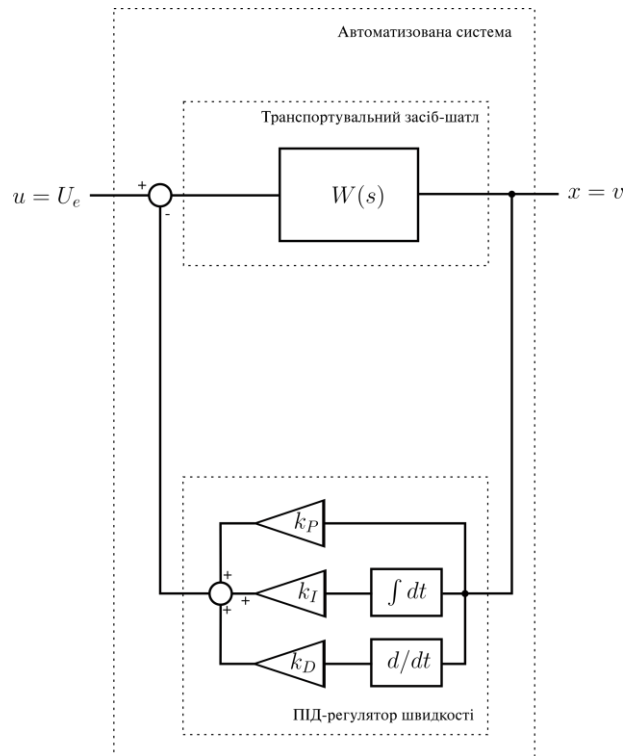 Автоматизована система
Транспортувальний засіб-шатл
+
u = U_e
W(s)
x = v
-
k_P
+
k_I
∫ dt
+
+
k_D
d/dt
ПІД-регулятор швидкості